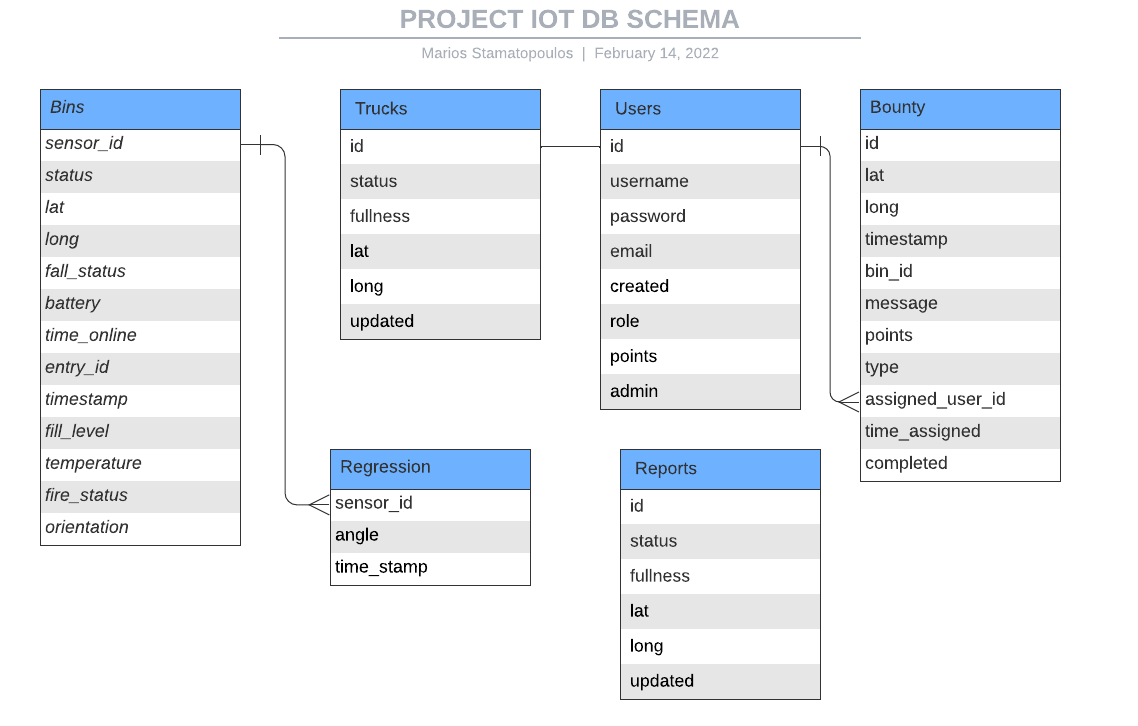 PROJECT IOT DB SCHEMA
Marios Stamatopoulos | February 14, 2022
Bins
sensor_id
status
lat
long
fall_status
battery
time_online
entry_id
timestamp
fill_level
temperature
fire_status
orientation
Trucks
id
status
fullness
lat
long
updated
Users
id
username
password
email
created
role
points
admin
Bounty
id
lat
long
timestamp
bin_id
message
points
type
assigned_user_id
time_assigned
completed
Regression
sensor_id
angle
time_stamp
Reports
id
status
fullness
lat
long
updated